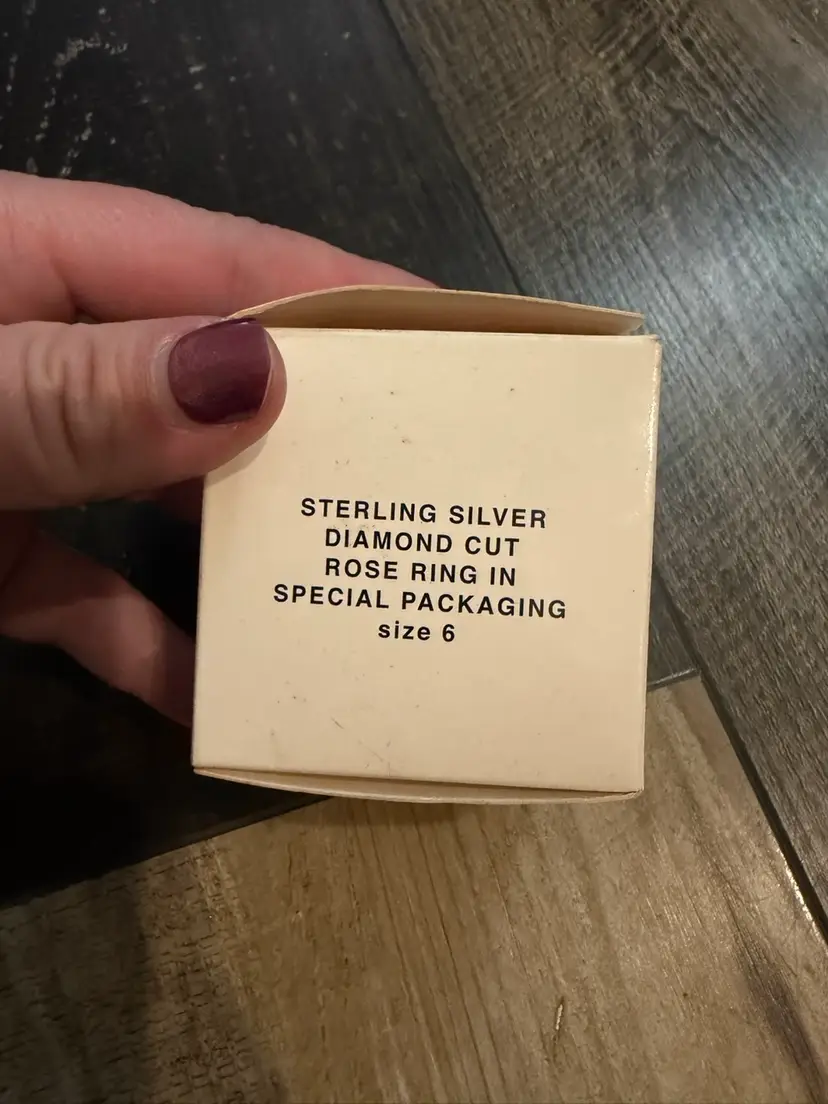 STERLING SILVER
DIAMOND CUT
ROSE RING IN
SPECIAL PACKAGING
size 6